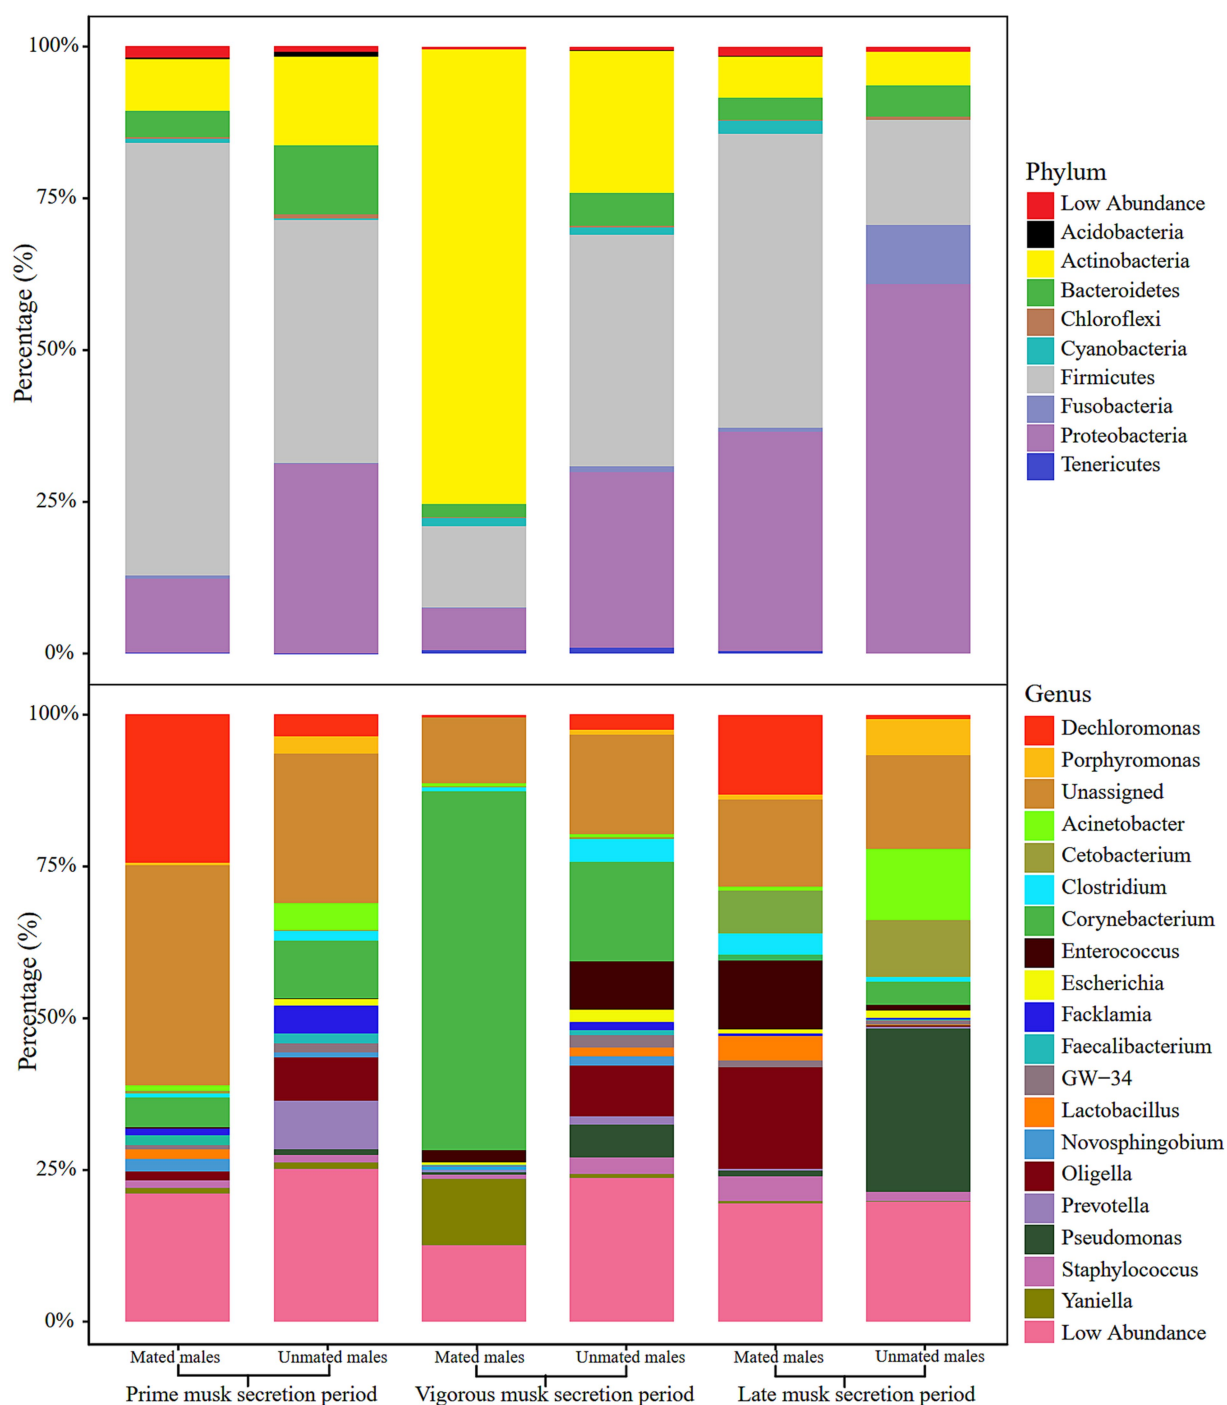 100%
75%
50%
25%
0%
Percentage (%)
Phylum
Low Abundance
Acidobacteria
Actinobacteria
Bacteroidetes
Chloroflexi
Cyanobacteria
Firmicutes
Fusobacteria
Proteobacteria
Tenericutes
100%
75%
50%
25%
0%
Percentage (%)
Genus
Dechloromonas
Porphyromonas
Unassigned
Acinetobacter
Cetobacterium
Clostridium
Corynebacterium
Enterococcus
Escherichia
Facklamia
Faecalibacterium
GW−34
Lactobacillus
Novosphingobium
Oligella
Prevotella
Pseudomonas
Staphylococcus
Yaniella
Low Abundance
Mated males Unmated males Mated males Unmated males Mated males Unmated males
Prime musk secretion period Vigorous musk secretion period Late musk secretion period